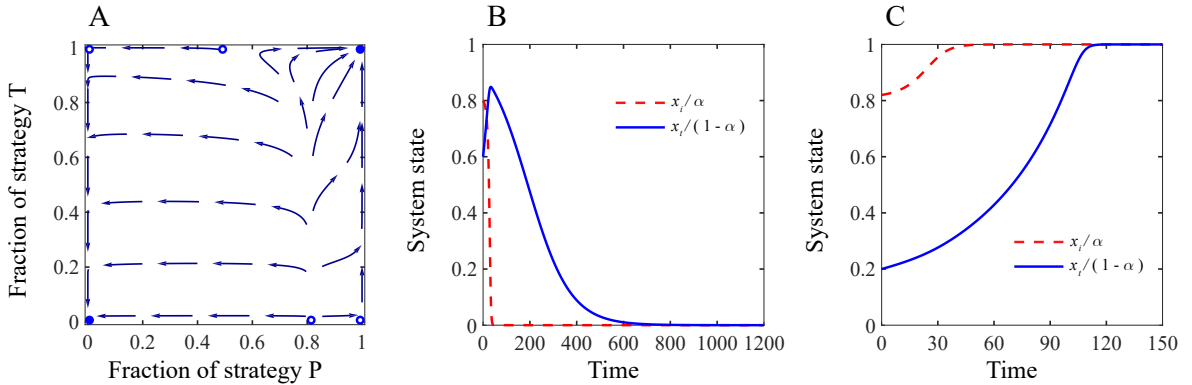 A
Fraction of strategy T
1
0.8
0.6
0.4
0.2
0
0
0.2
0.4
0.6
0.8
1
Fraction of strategy P
B
System state
1
0.8
0.6
0.4
0.2
0
x_i / α
x_t / ( 1 - α )
0
200
400
600
800
1000
1200
Time
C
System state
1
0.8
0.6
0.4
0.2
0
x_i / α
x_t / ( 1 - α )
0
30
60
90
120
150
Time